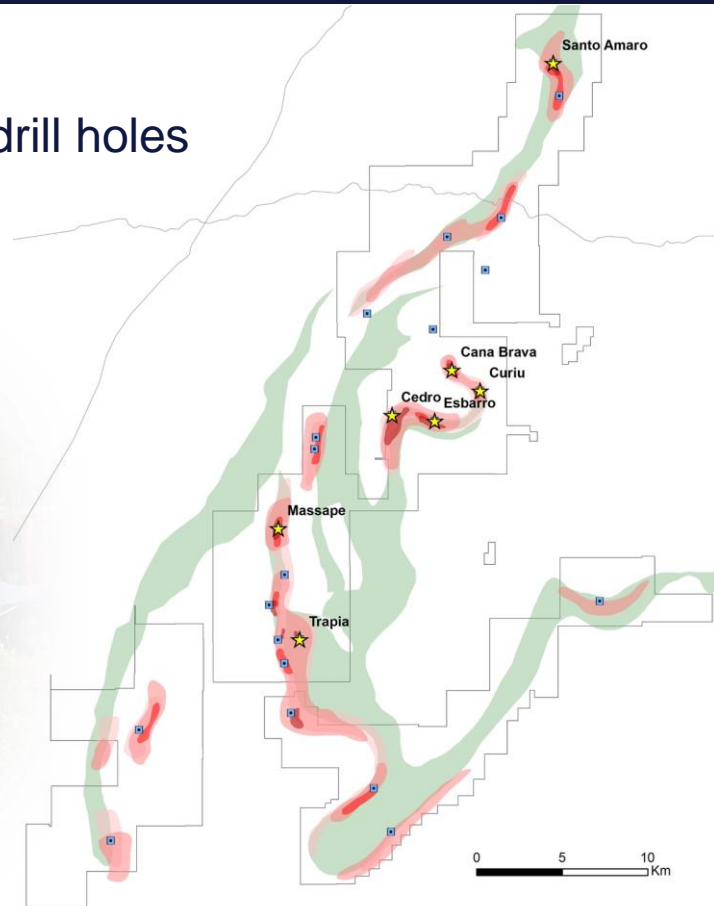 drill holes
Santo Amaro
Cana Brava
Curiu
Cedro
Esbarro
Massape
Trapia
0 5 10
Km